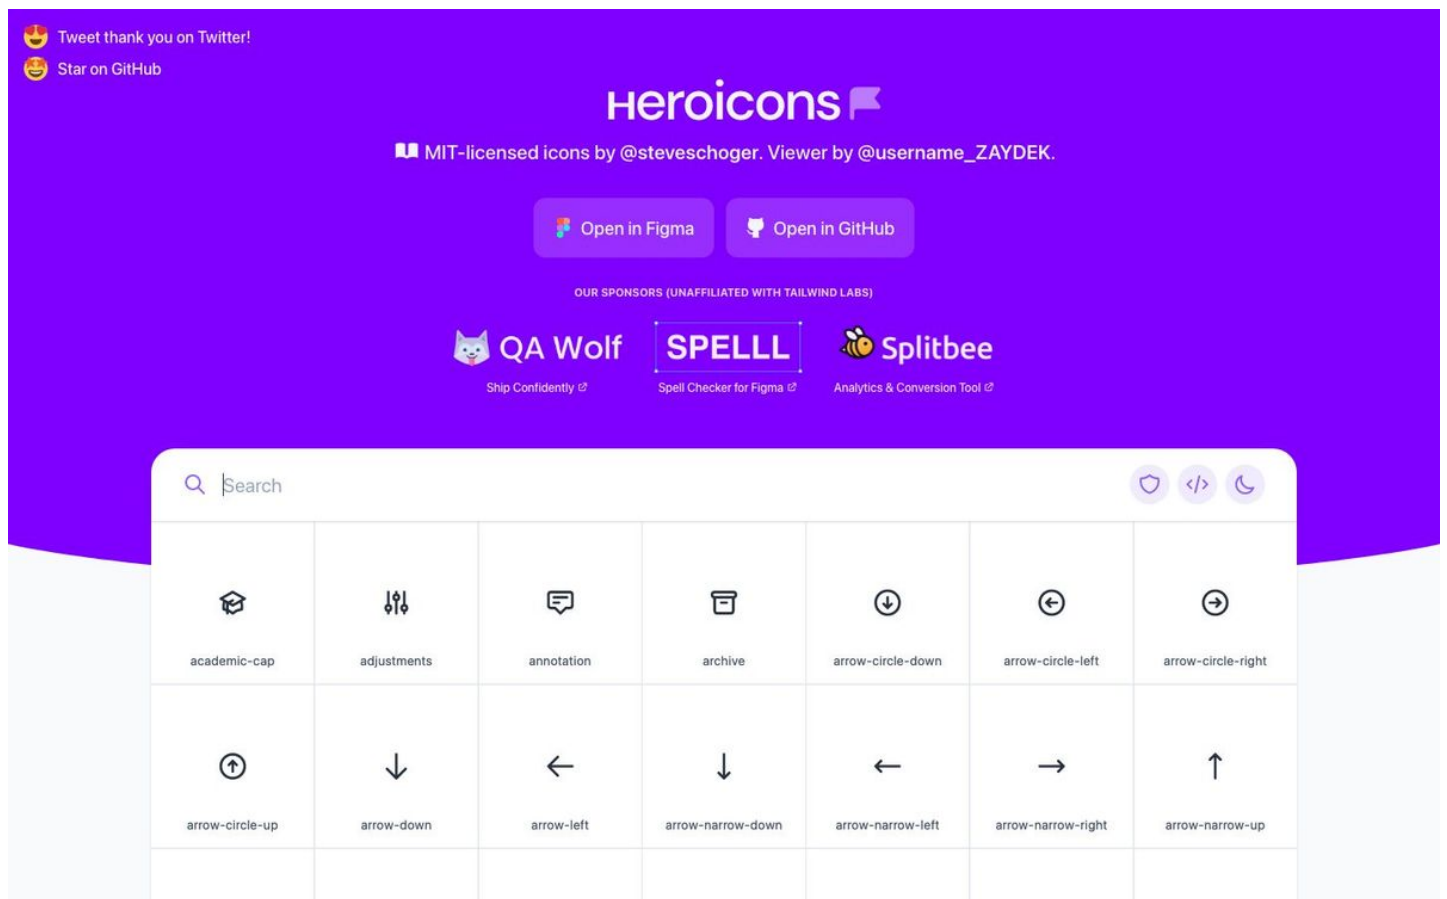 Tweet thank you on Twitter!
Star on GitHub
Heroicons
MIT-licensed icons by @steveschoger. Viewer by @username_ZAYDEK.
Open in Figma Open in GitHub
OUR SPONSORS (UNAFFILIATED WITH TAILWIND LABS)
QA Wolf SPELLL Splitbee
Ship Confidently Spell Checker for Figma Analytics & Conversion Tool
Search </>
academic-cap adjustments annotation archive arrow-circle-down arrow-circle-left arrow-circle-right
arrow-circle-up arrow-down arrow-left arrow-narrow-down arrow-narrow-left arrow-narrow-right arrow-narrow-up